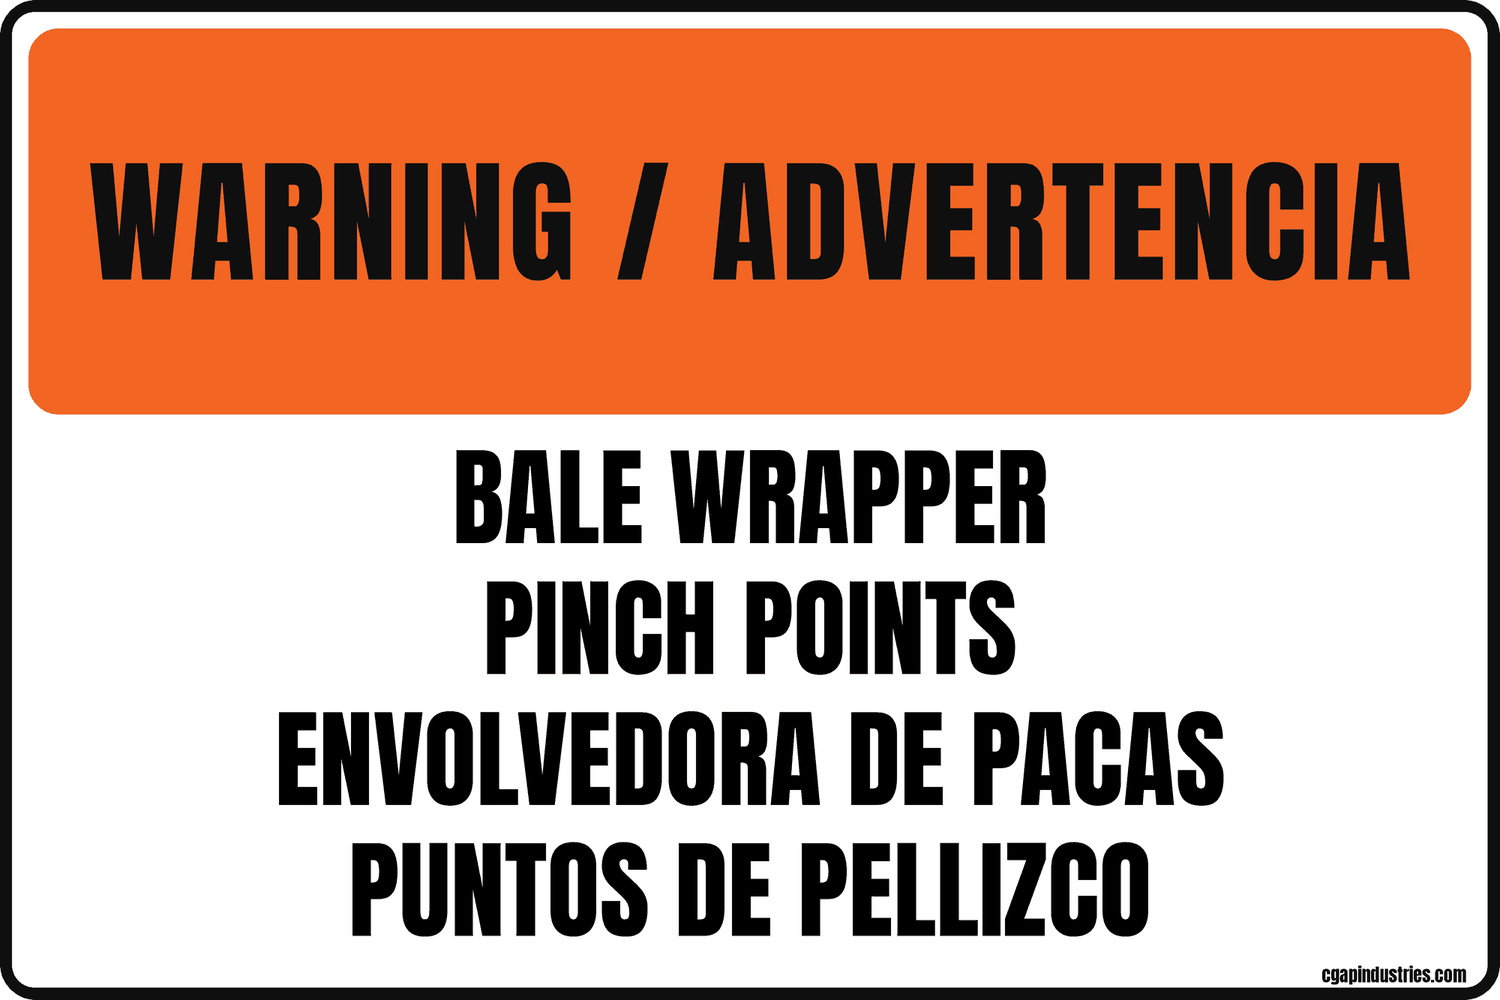 WARNING / ADVERTENCIA
BALE WRAPPER
PINCH POINTS
ENVOLVEDORA DE PACAS
PUNTOS DE PELLIZCO
cgapindustries.com